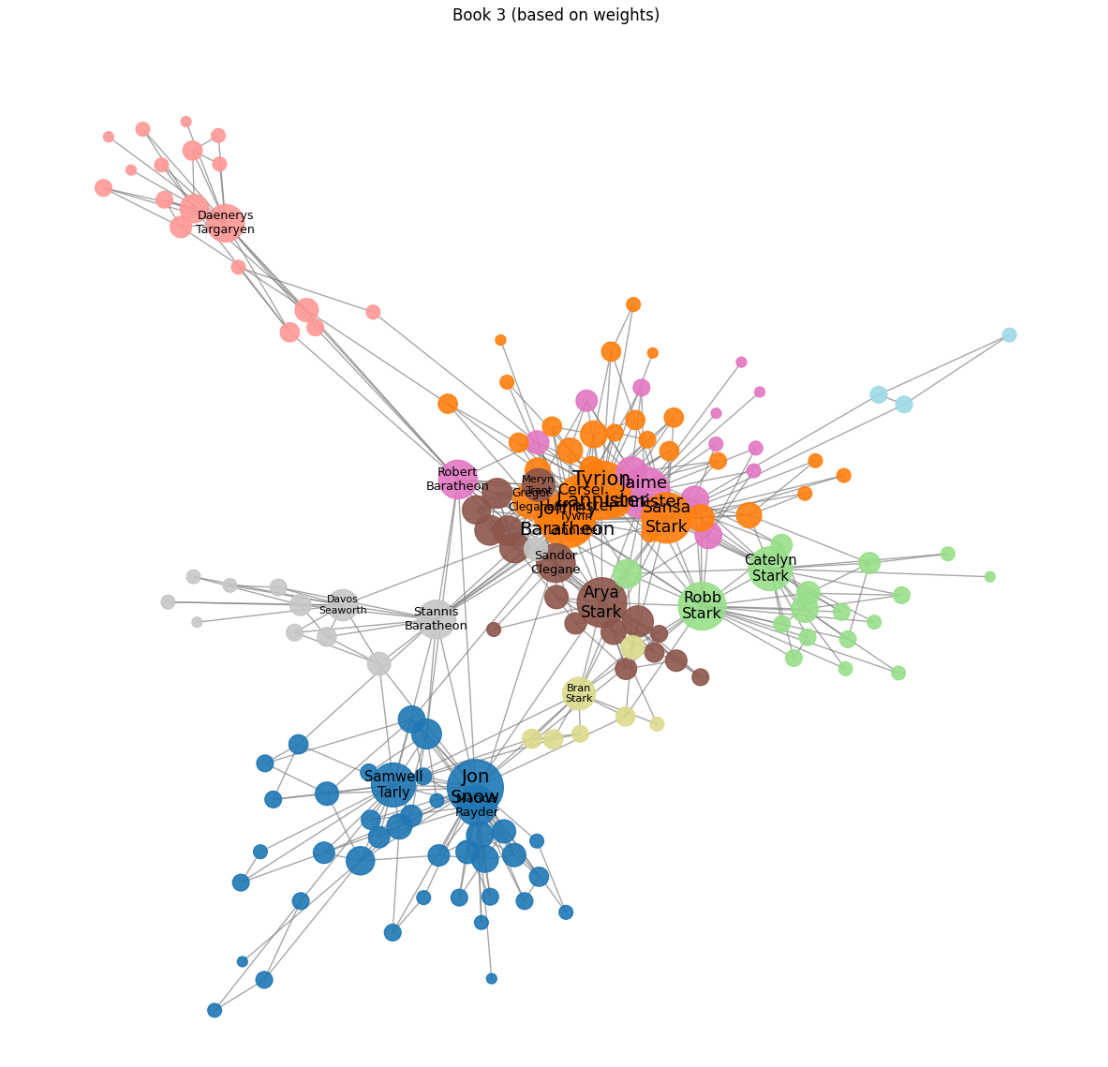 Book 3 (based on weights)
Daenerys
Targaryen
Robert
Baratheon
Meryn
Trant
Gregor
Clegane
Tyrion
Lannister
Cersei
Lannister
Jaime
Lannister
Joffrey
Baratheon
Tywin
Lannister
Sansa
Stark
Sandor
Clegane
Catelyn
Stark
Arya
Stark
Robb
Stark
Davos
Seaworth
Stannis
Baratheon
Bran
Stark
Samwell
Tarly
Jon
Snow
Mance
Rayder